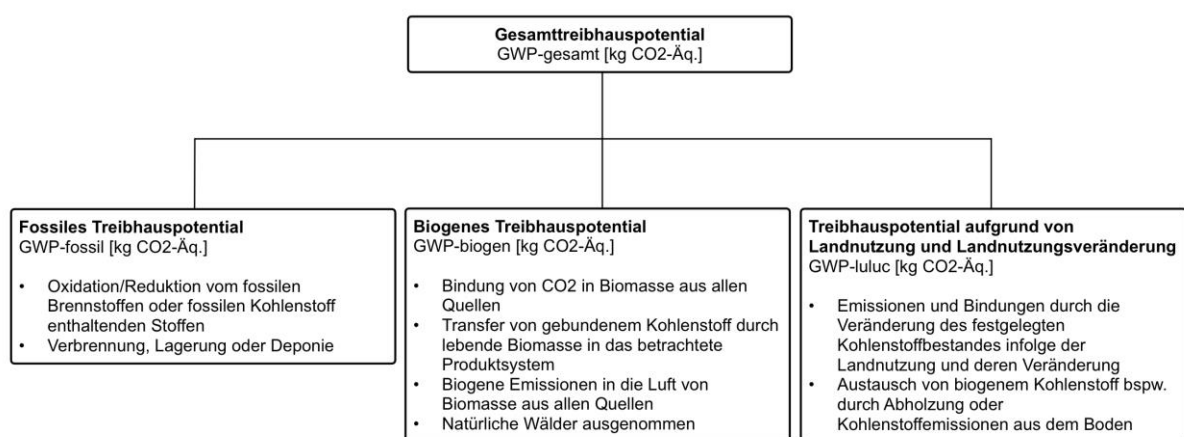 Gesamttreibhauspotential
GWP-gesamt [kg CO2-Äq.]
Fossiles Treibhauspotential
GWP-fossil [kg CO2-Äq.]
• Oxidation/Reduktion vom fossilen
Brennstoffen oder fossilen Kohlenstoff
enthaltenden Stoffen
• Verbrennung, Lagerung oder Deponie
Biogenes Treibhauspotential
GWP-biogen [kg CO2-Äq.]
• Bindung von CO2 in Biomasse aus allen
Quellen
• Transfer von gebundenem Kohlenstoff durch
lebende Biomasse in das betrachtete
Produktsystem
• Biogene Emissionen in die Luft von
Biomasse aus allen Quellen
• Natürliche Wälder ausgenommen
Treibhauspotential aufgrund von
Landnutzung und Landnutzungsveränderung
GWP-luluc [kg CO2-Äq.]
• Emissionen und Bindungen durch die
Veränderung des festgelegten
Kohlenstoffbestandes infolge der
Landnutzung und deren Veränderung
• Austausch von biogenem Kohlenstoff bspw.
durch Abholzung oder
Kohlenstoffemissionen aus dem Boden